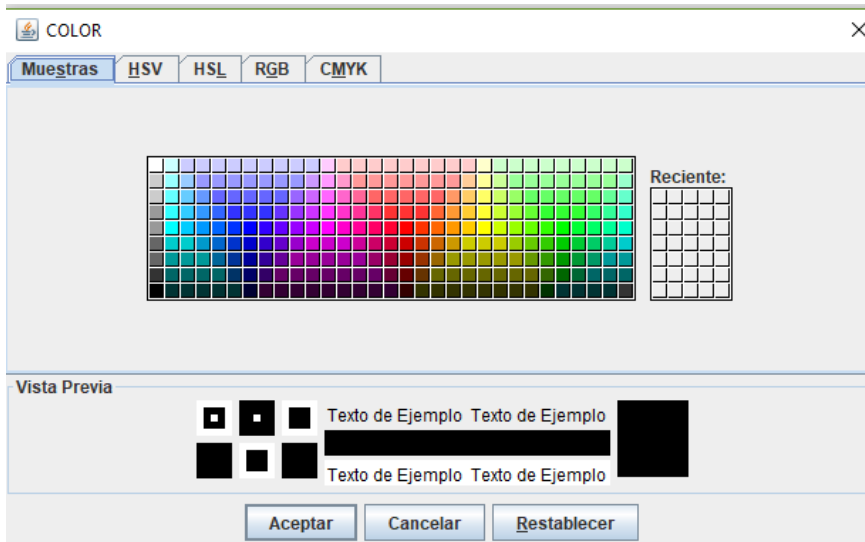 COLOR
Muestras HSV HSL RGB CMYK
Reciente:
Vista Previa
Texto de Ejemplo Texto de Ejemplo
Texto de Ejemplo Texto de Ejemplo
Aceptar Cancelar Restablecer